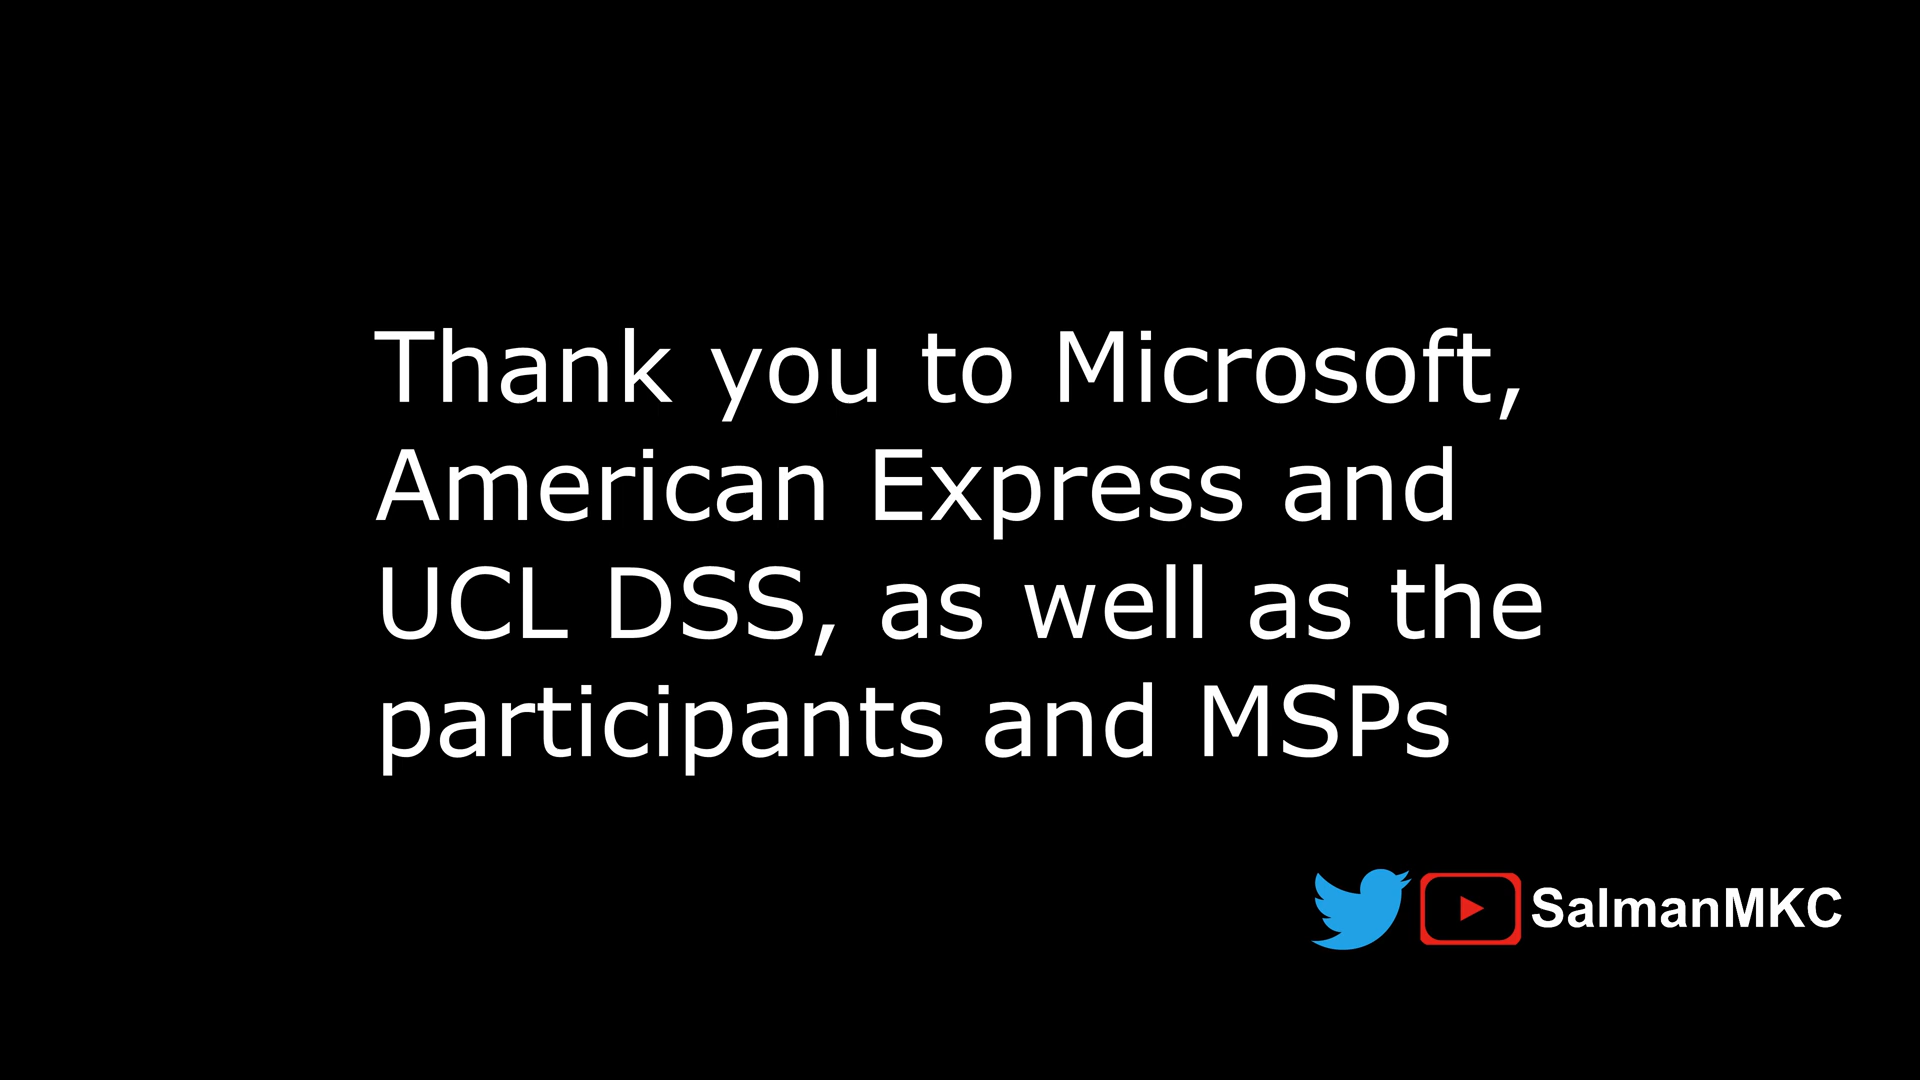 Thank you to Microsoft,
American Express and
UCL DSS, as well as the
participants and MSPs
SalmanMKC